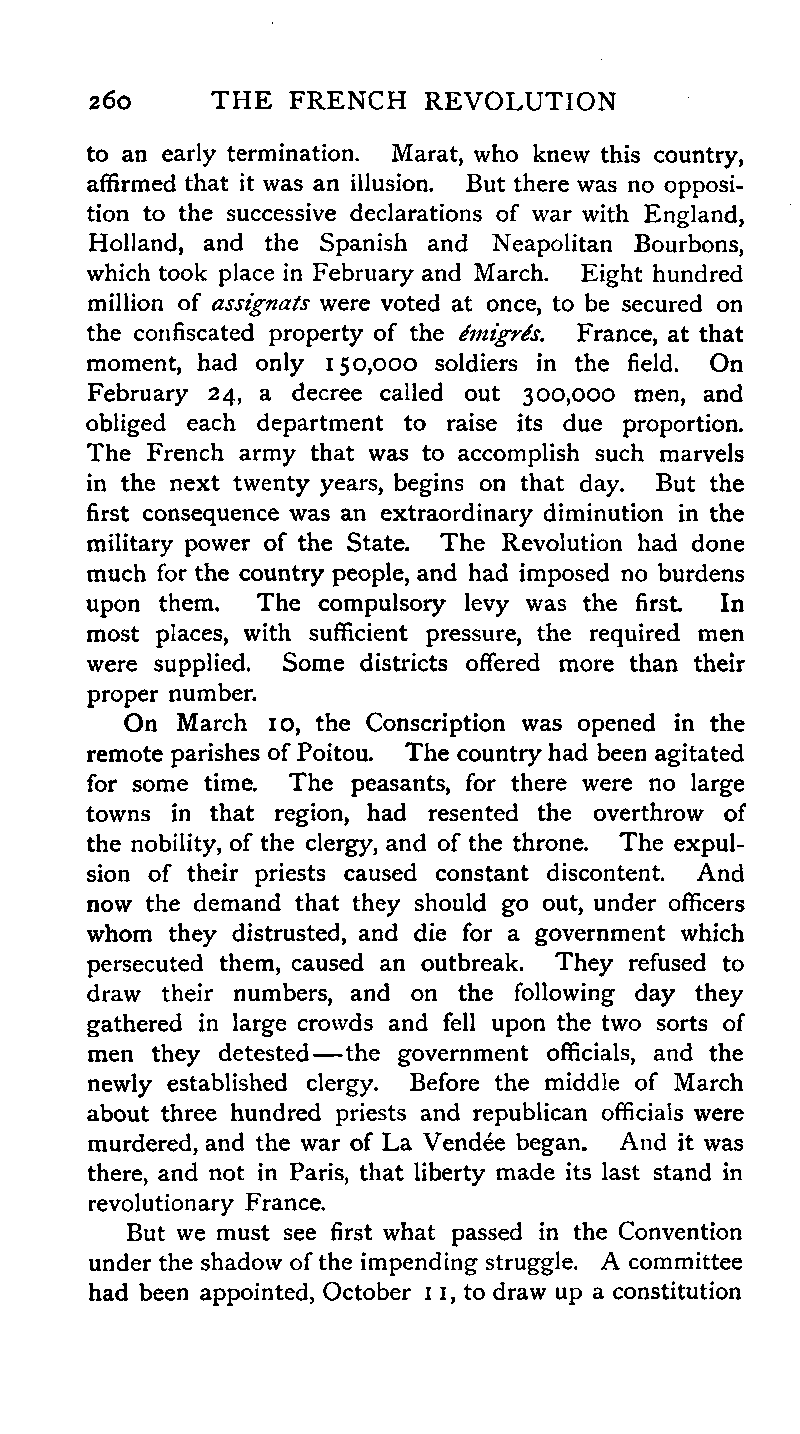 260 THE FRENCH REVOLUTION
to an early termination. Marat, who knew this country,
affirmed that it was an illusion. But there was no opposi-
tion to the successive declarations of war with England,
Holland, and the Spanish and Neapolitan Bourbons,
which took place in February and March. Eight hundred
million of assignats were voted at once, to be secured on
the confiscated property of the émigrés. France, at that
moment, had only 150,000 soldiers in the field. On
February 24, a decree called out 300,000 men, and
obliged each department to raise its due proportion.
The French army that was to accomplish such marvels
in the next twenty years, begins on that day. But the
first consequence was an extraordinary diminution in the
military power of the State. The Revolution had done
much for the country people, and had imposed no burdens
upon them. The compulsory levy was the first. In
most places, with sufficient pressure, the required men
were supplied. Some districts offered more than their
proper number.
On March 10, the Conscription was opened in the
remote parishes of Poitou. The country had been agitated
for some time. The peasants, for there were no large
towns in that region, had resented the overthrow of
the nobility, of the clergy, and of the throne. The expul-
sion of their priests caused constant discontent. And
now the demand that they should go out, under officers
whom they distrusted, and die for a government which
persecuted them, caused an outbreak. They refused to
draw their numbers, and on the following day they
gathered in large crowds and fell upon the two sorts of
men they detested—the government officials, and the
newly established clergy. Before the middle of March
about three hundred priests and republican officials were
murdered, and the war of La Vendée began. And it was
there, and not in Paris, that liberty made its last stand in
revolutionary France.
But we must see first what passed in the Convention
under the shadow of the impending struggle. A committee
had been appointed, October 11, to draw up a constitution